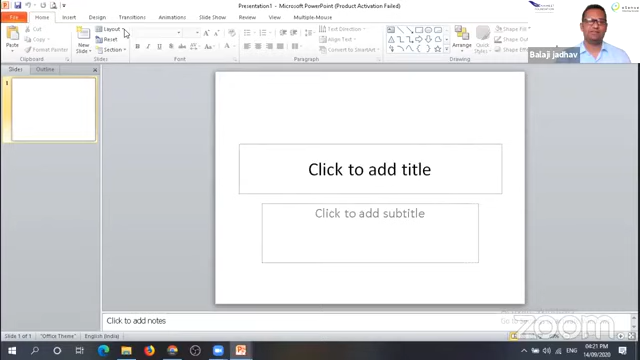 Presentation1 - Microsoft PowerPoint (Product Activation Failed)
File Home Insert Design Transitions Animations Slide Show Review View Multiple-Mouse
Paste
Cut
Copy
Format Painter
Clipboard
New Slide
Layout
Reset
Section
Slides
Font
Text Direction
Align Text
Convert to SmartArt
Paragraph
Arrange
Quick Styles
Shape Fill
Shape Effects
Drawing
Balaji jadhav
Slides Outline
1
Click to add title
Click to add subtitle
Click to add notes
zoom
Slide 1 of 1 "Office Theme" English (India)
ENG
04:21 PM
14/09/2020